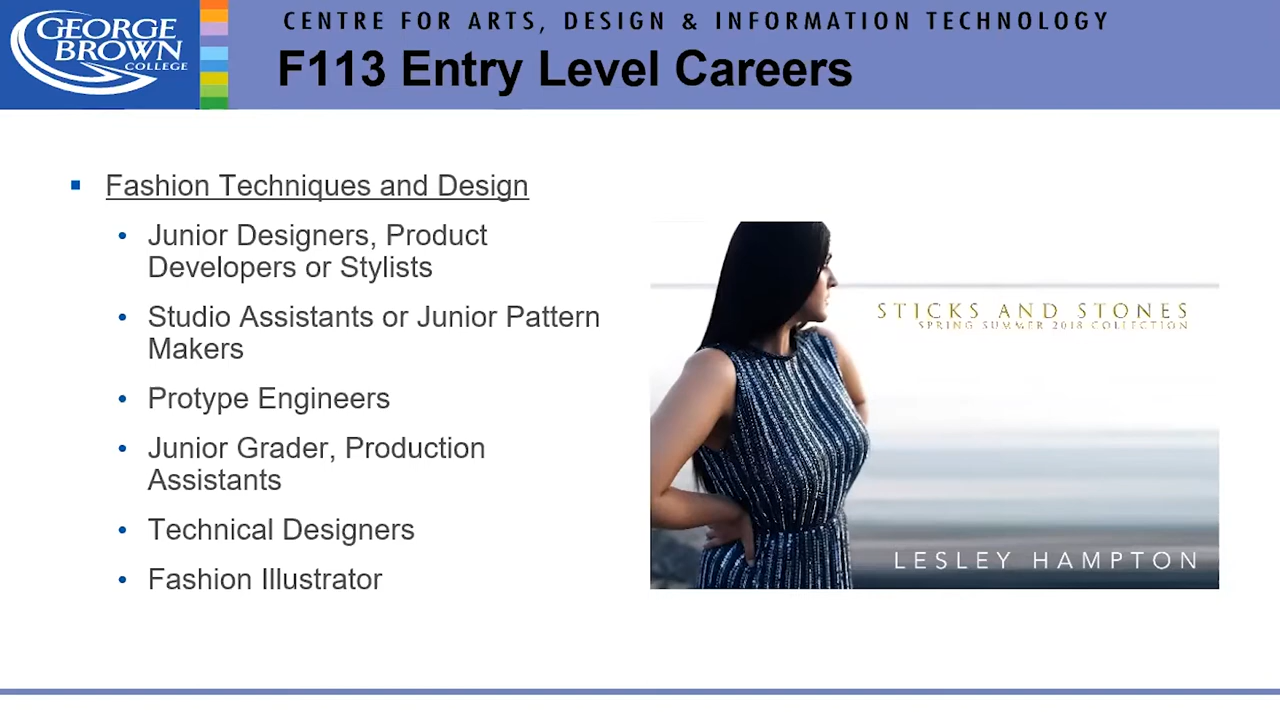 GEORGE
BROWN
COLLEGE
CENTRE FOR ARTS, DESIGN & INFORMATION TECHNOLOGY
F113 Entry Level Careers
Fashion Techniques and Design
Junior Designers, Product
Developers or Stylists
Studio Assistants or Junior Pattern
Makers
Protype Engineers
Junior Grader, Production
Assistants
Technical Designers
Fashion Illustrator
STICKS AND STONES
SPRING SUMMER 2018 COLLECTION
LESLEY HAMPTON